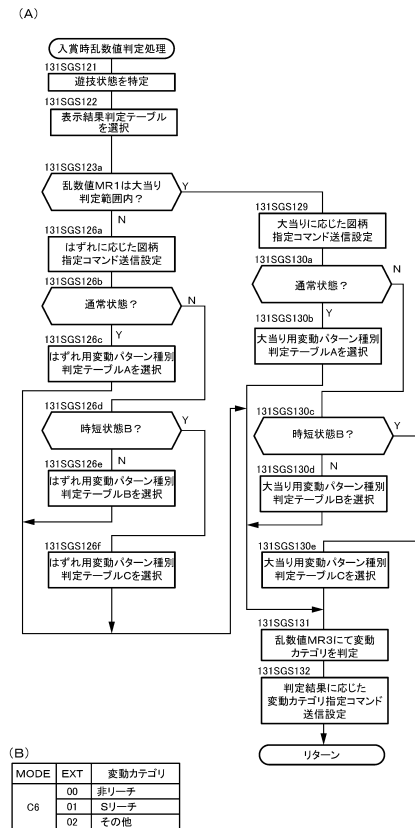 (A)
入賞時乱数値判定処理
131SGS121
遊技状態を特定
131SGS122
表示結果判定テーブル
を選択
131SGS123a
乱数値MR1は大当り
判定範囲内？
Y
N
131SGS126a
はずれに応じた図柄
指定コマンド送信設定
131SGS126b
通常状態？
N
Y
131SGS126c
はずれ用変動パターン種別
判定テーブルAを選択
131SGS126d
時短状態B？
Y
N
131SGS126e
はずれ用変動パターン種別
判定テーブルBを選択
131SGS126f
はずれ用変動パターン種別
判定テーブルCを選択
131SGS129
大当りに応じた図柄
指定コマンド送信設定
131SGS130a
通常状態？
N
Y
131SGS130b
大当り用変動パターン種別
判定テーブルAを選択
131SGS130c
時短状態B？
Y
N
131SGS130d
大当り用変動パターン種別
判定テーブルBを選択
131SGS130e
大当り用変動パターン種別
判定テーブルCを選択
131SGS131
乱数値MR3にて変動
カテゴリを判定
131SGS132
判定結果に応じた
変動カテゴリ指定コマンド
送信設定
リターン
(B)
MODE EXT 変動カテゴリ
C6 00 非リーチ
01 Sリーチ
02 その他